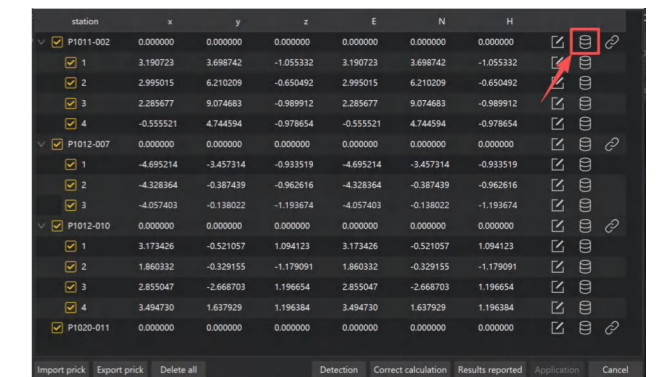 station x y z E N H
P1011-002 0.000000 0.000000 0.000000 0.000000 0.000000 0.000000
1 3.190723 3.698742 -1.055332 3.190723 3.698742 -1.055332
2 2.995015 6.210209 -0.650492 2.995015 6.210209 -0.650492
3 2.285677 9.074683 -0.989912 2.285677 9.074683 -0.989912
4 -0.555521 4.744594 -0.978654 -0.555521 4.744594 -0.978654
P1012-007 0.000000 0.000000 0.000000 0.000000 0.000000 0.000000
1 -4.695214 -3.457314 -0.933519 -4.695214 -3.457314 -0.933519
2 -4.328364 -0.387439 -0.962616 -4.328364 -0.387439 -0.962616
3 -4.057403 -0.138022 -1.193674 -4.057403 -0.138022 -1.193674
P1012-010 0.000000 0.000000 0.000000 0.000000 0.000000 0.000000
1 3.173426 -0.521057 1.094123 3.173426 -0.521057 1.094123
2 1.860332 -0.329155 -1.179091 1.860332 -0.329155 -1.179091
3 2.855047 -2.668703 1.196654 2.855047 -2.668703 1.196654
4 3.494730 1.637929 1.196384 3.494730 1.637929 1.196384
P1020-011 0.000000 0.000000 0.000000 0.000000 0.000000 0.000000
Import prick Export prick Delete all Detection Correct calculation Results reported Application Cancel